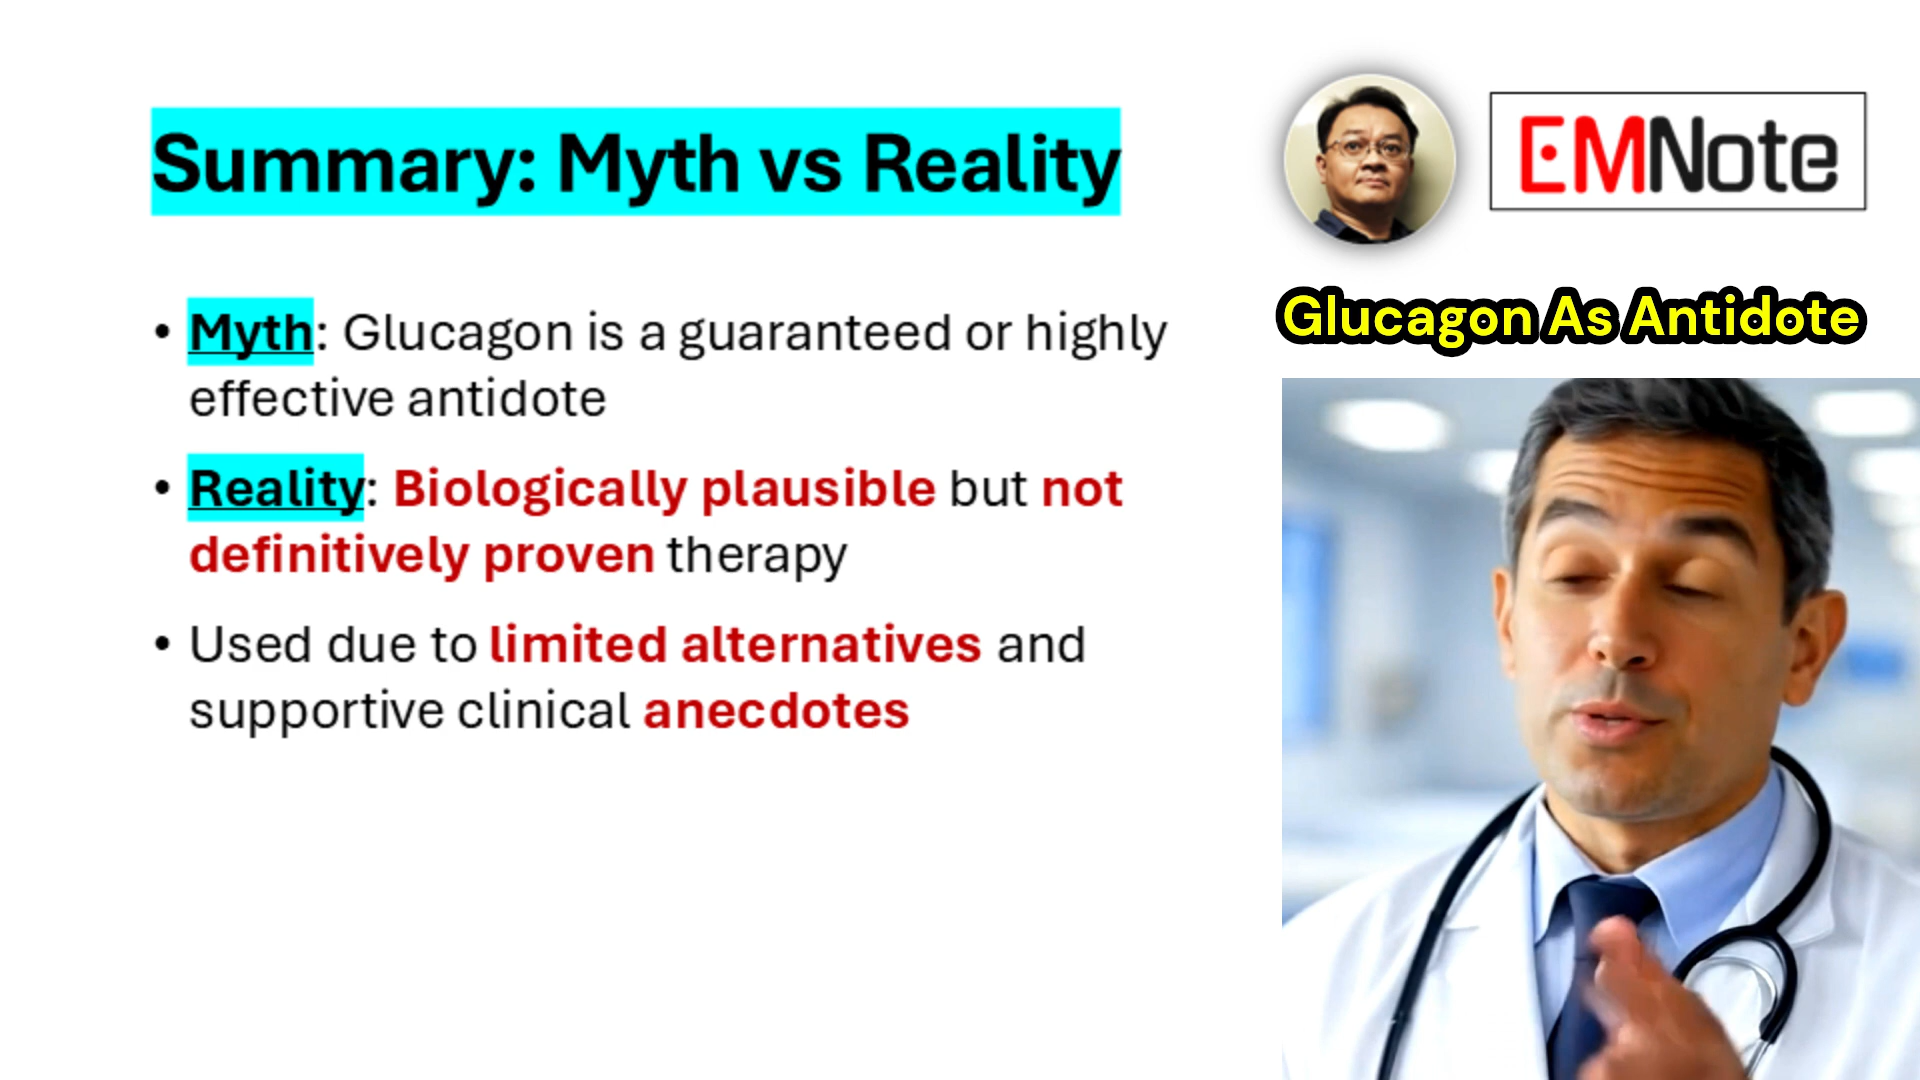 Summary: Myth vs Reality
EMNote
Glucagon As Antidote
• Myth: Glucagon is a guaranteed or highly
effective antidote
• Reality: Biologically plausible but not
definitively proven therapy
• Used due to limited alternatives and
supportive clinical anecdotes